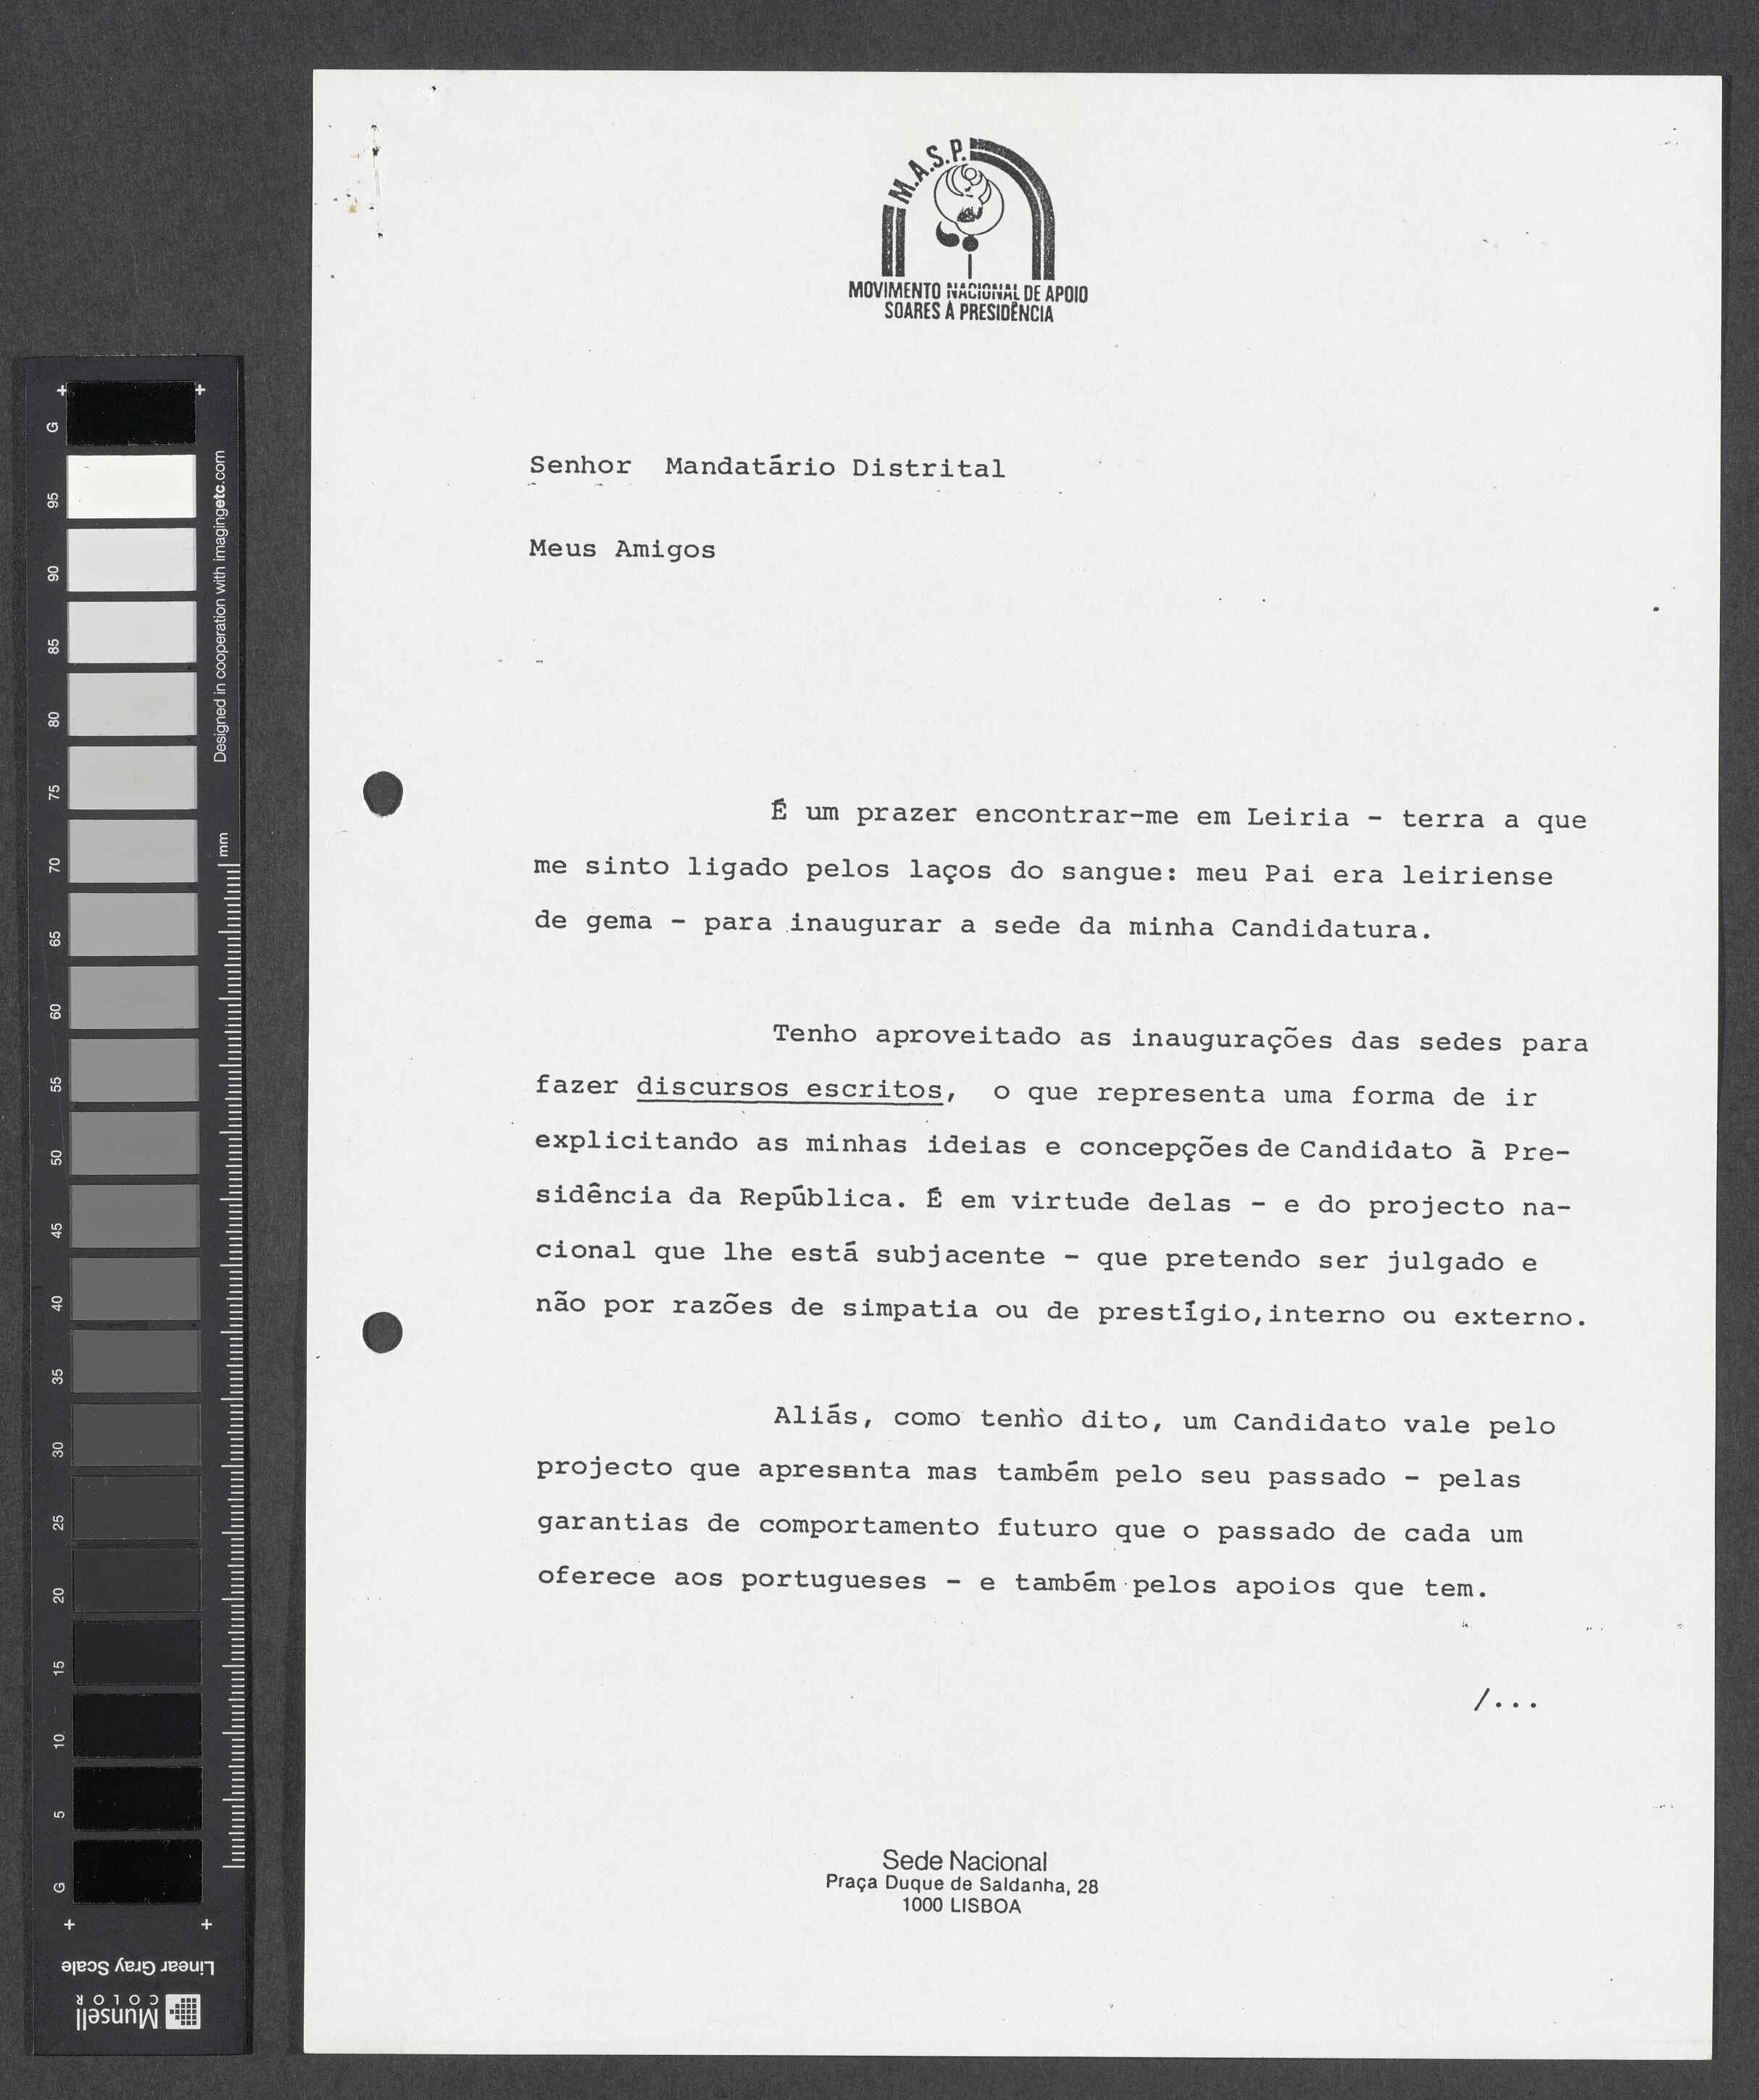 M.A.S.P.
MOVIMENTO NACIONAL DE APOIO
SOARES À PRESIDÊNCIA
Senhor Mandatário Distrital
Meus Amigos
É um prazer encontrar-me em Leiria - terra a que
me sinto ligado pelos laços do sangue: meu Pai era leiriense
de gema - para inaugurar a sede da minha Candidatura.
Tenho aproveitado as inaugurações das sedes para
fazer discursos escritos, o que representa uma forma de ir
explicitando as minhas ideias e concepções de Candidato à Pre-
sidência da República. É em virtude delas - e do projecto na-
cional que lhe está subjacente - que pretendo ser julgado e
não por razões de simpatia ou de prestígio, interno ou externo.
Aliás, como tenho dito, um Candidato vale pelo
projecto que apresenta mas também pelo seu passado - pelas
garantias de comportamento futuro que o passado de cada um
oferece aos portugueses - e também pelos apoios que tem.
/...
Sede Nacional
Praça Duque de Saldanha, 28
1000 LISBOA
G
95
90
85
80
75
70
65
60
55
50
45
40
35
30
25
20
15
10
5
G
Designed in cooperation with imagingetc.com
mm
Linear Gray Scale
Munsell
COLOR